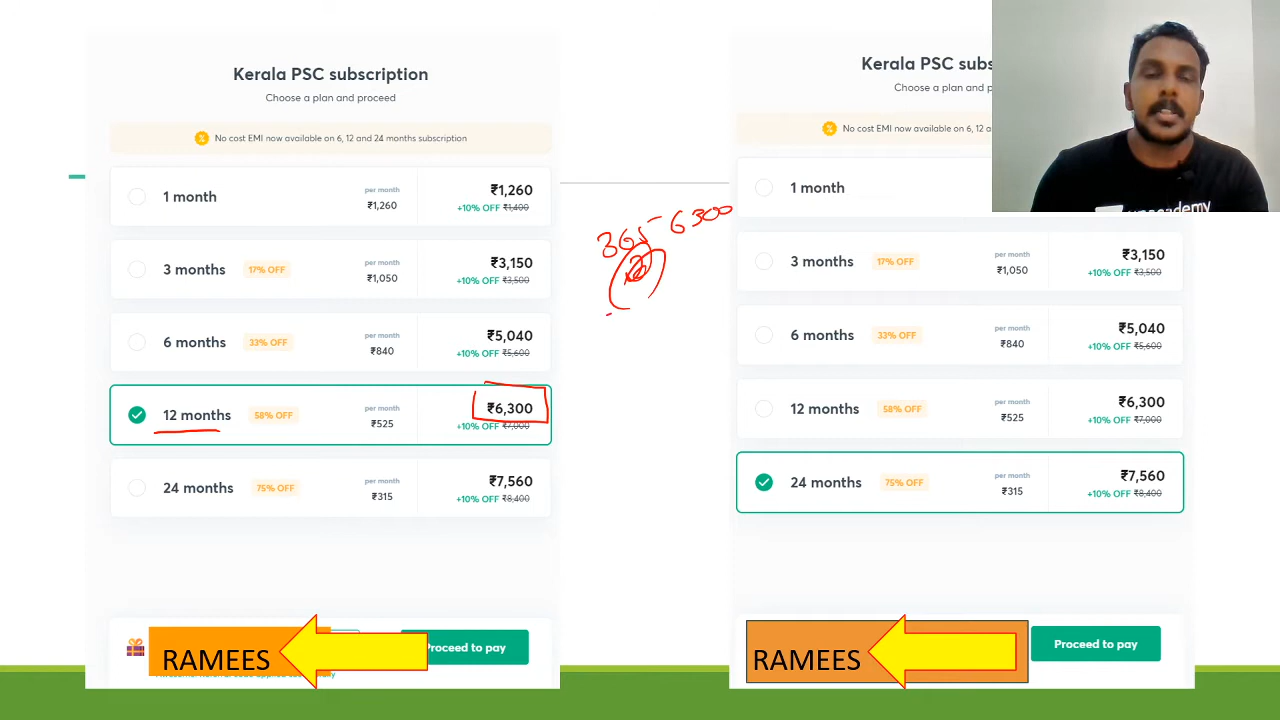 Kerala PSC subscription
Choose a plan and proceed
No cost EMI now available on 6, 12 and 24 months subscription
1 month per month ₹1,260 ₹1,260 +10% OFF ₹1,400
3 months 17% OFF per month ₹1,050 ₹3,150 +10% OFF ₹3,500
6 months 33% OFF per month ₹840 ₹5,040 +10% OFF ₹5,600
12 months 58% OFF per month ₹525 ₹6,300 +10% OFF ₹7,000
24 months 75% OFF per month ₹315 ₹7,560 +10% OFF ₹8,400
RAMEES Proceed to pay
365 6300
Kerala PSC subs
Choose a plan and p
No cost EMI now available on 6, 12 a
1 month
3 months 17% OFF per month ₹1,050 ₹3,150 +10% OFF ₹3,500
6 months 33% OFF per month ₹840 ₹5,040 +10% OFF ₹5,600
12 months 58% OFF per month ₹525 ₹6,300 +10% OFF ₹7,000
24 months 75% OFF per month ₹315 ₹7,560 +10% OFF ₹8,400
RAMEES Proceed to pay